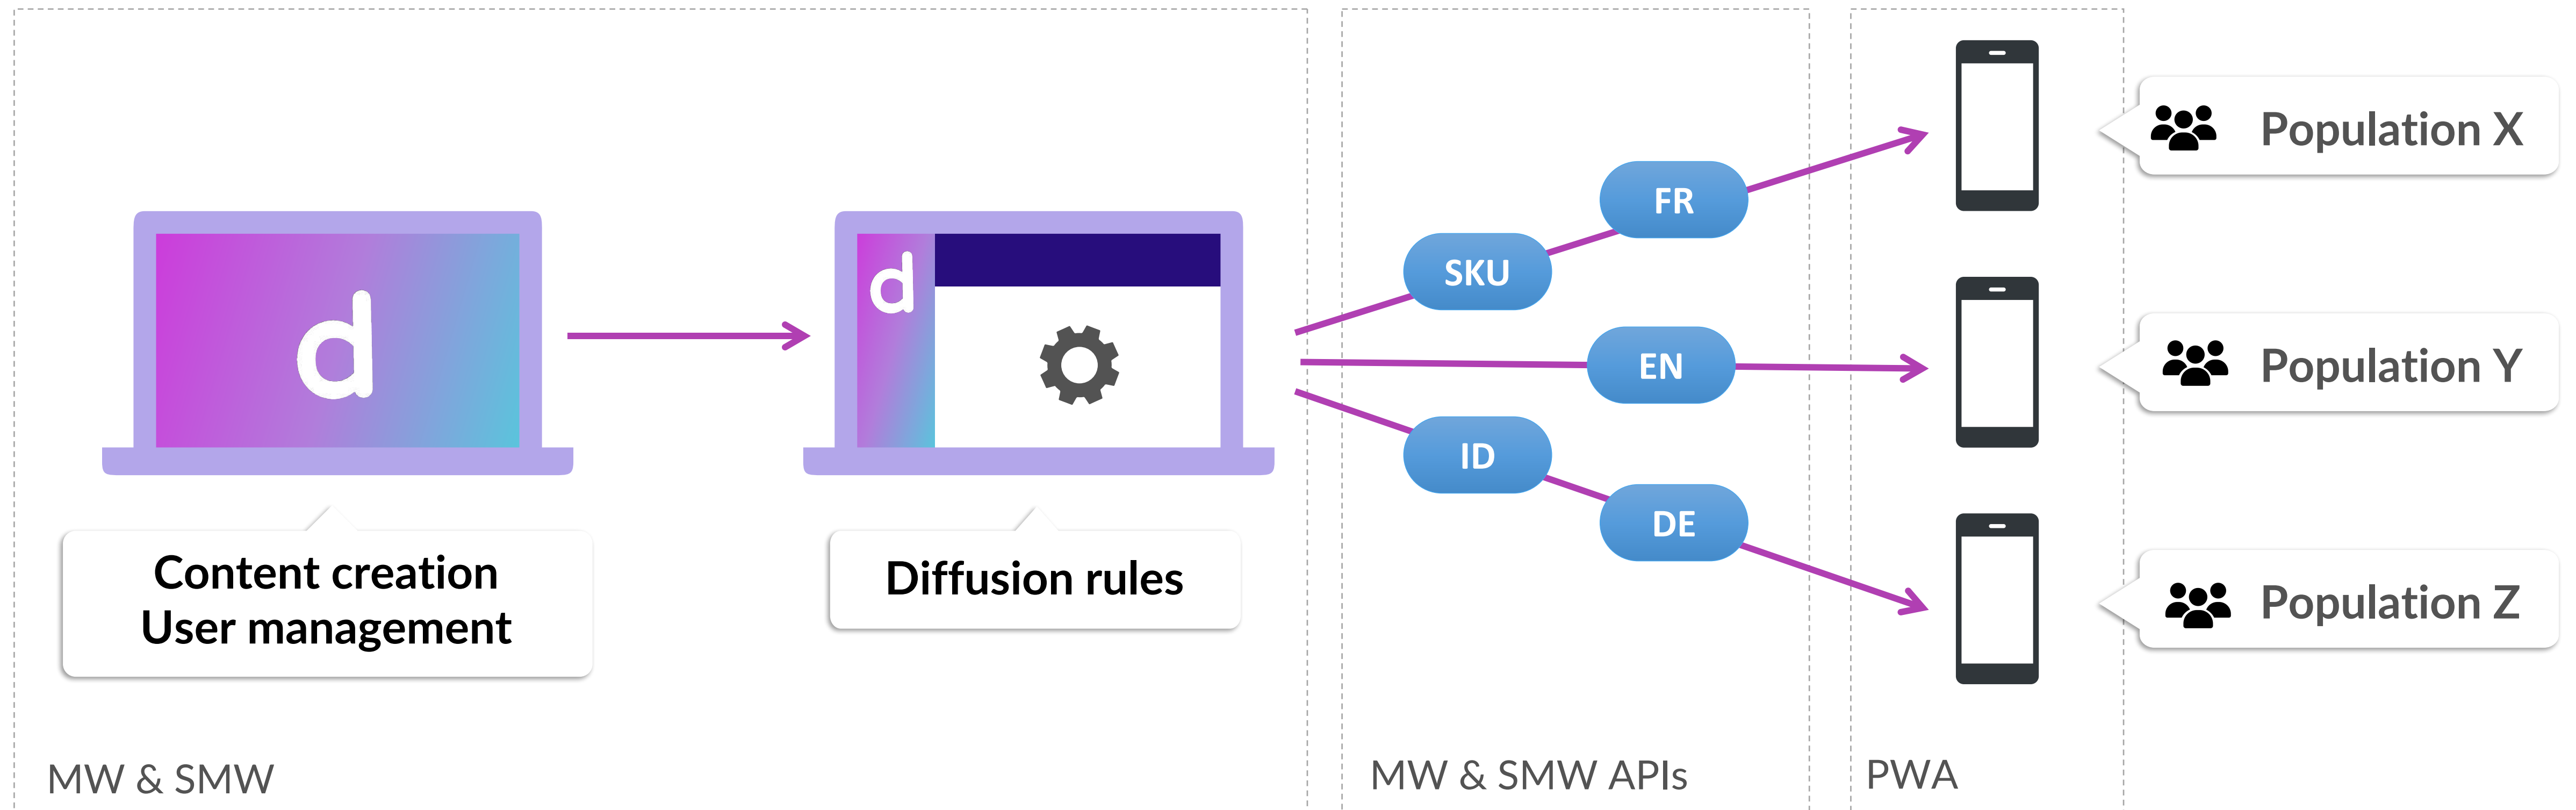 d
Content creation
User management
d
Diffusion rules
MW & SMW
SKU
FR
EN
ID
DE
MW & SMW APIs
PWA
Population X
Population Y
Population Z